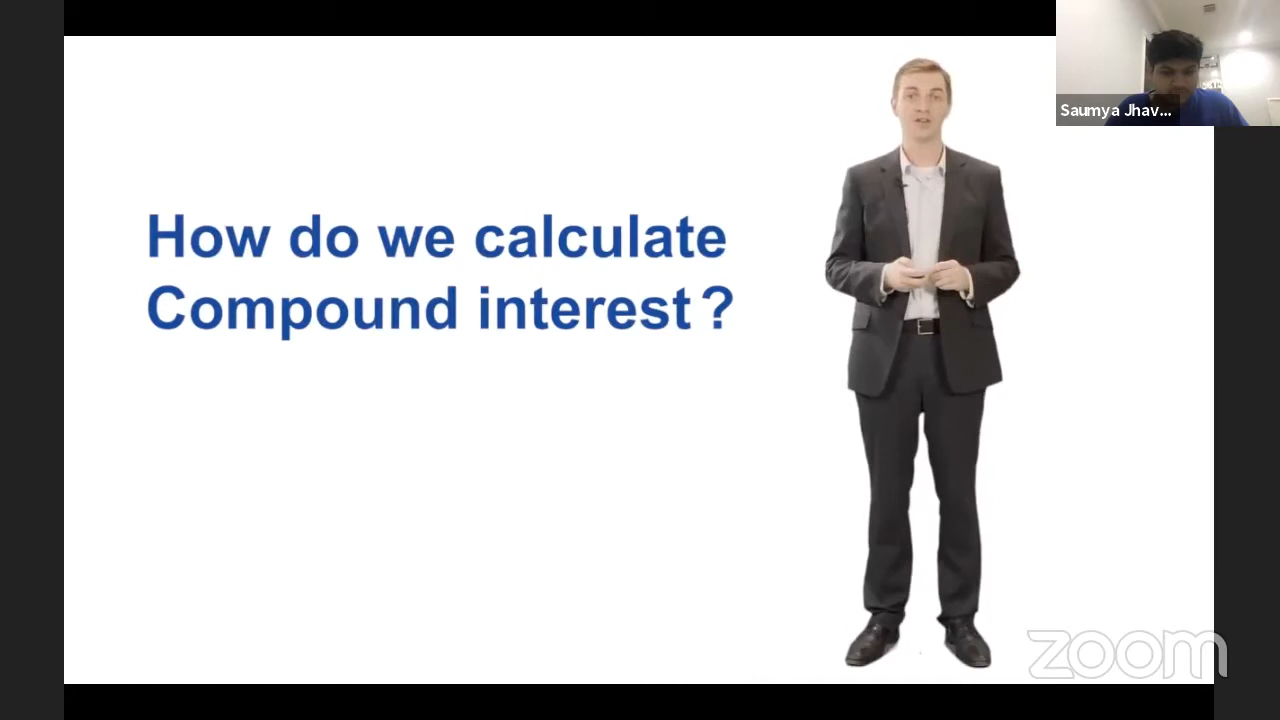 Saumya Jhav...
How do we calculate
Compound interest ?
zoom